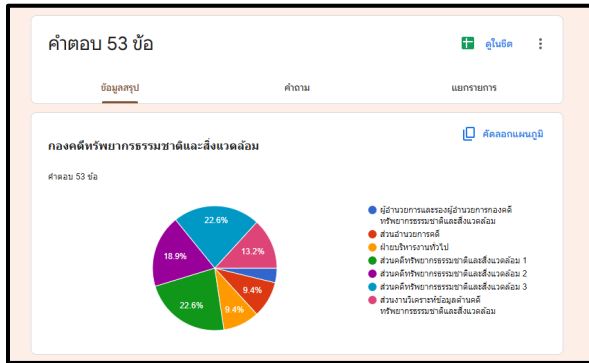 คำตอบ 53 ข้อ
ดูในชีต
ข้อมูลสรุป
คำถาม
แยกรายการ
กองคดีทรัพยากรธรรมชาติและสิ่งแวดล้อม
คัดลอกแผนภูมิ
คำตอบ 53 ข้อ
22.6%
13.2%
18.9%
9.4%
22.6%
9.4%
ผู้อำนวยการและรองผู้อำนวยการกองคดี
ทรัพยากรธรรมชาติและสิ่งแวดล้อม
ส่วนอำนวยการคดี
ฝ่ายบริหารงานทั่วไป
ส่วนคดีทรัพยากรธรรมชาติและสิ่งแวดล้อม 1
ส่วนคดีทรัพยากรธรรมชาติและสิ่งแวดล้อม 2
ส่วนคดีทรัพยากรธรรมชาติและสิ่งแวดล้อม 3
ส่วนงานวิเคราะห์ข้อมูลด้านคดี
ทรัพยากรธรรมชาติและสิ่งแวดล้อม